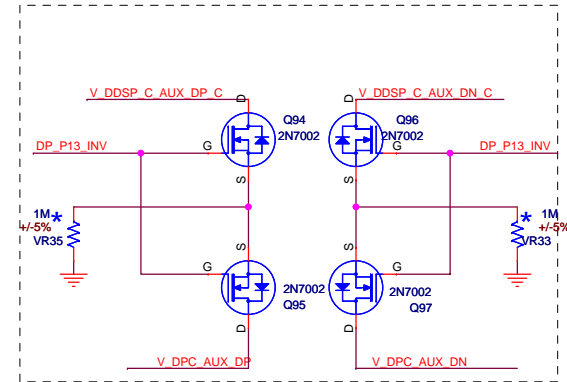 V_DDSP_C_AUX_DP_C
V_DDSP_C_AUX_DN_C
D
D
Q94
2N7002
Q96
2N7002
DP_P13_INV
G
G
DP_P13_INV
S
S
1M
+/-5%
VR35
*
1M
+/-5%
VR33
*
S
S
G
G
2N7002
Q95
2N7002
Q97
D
D
V_DPC_AUX_DP
V_DPC_AUX_DN